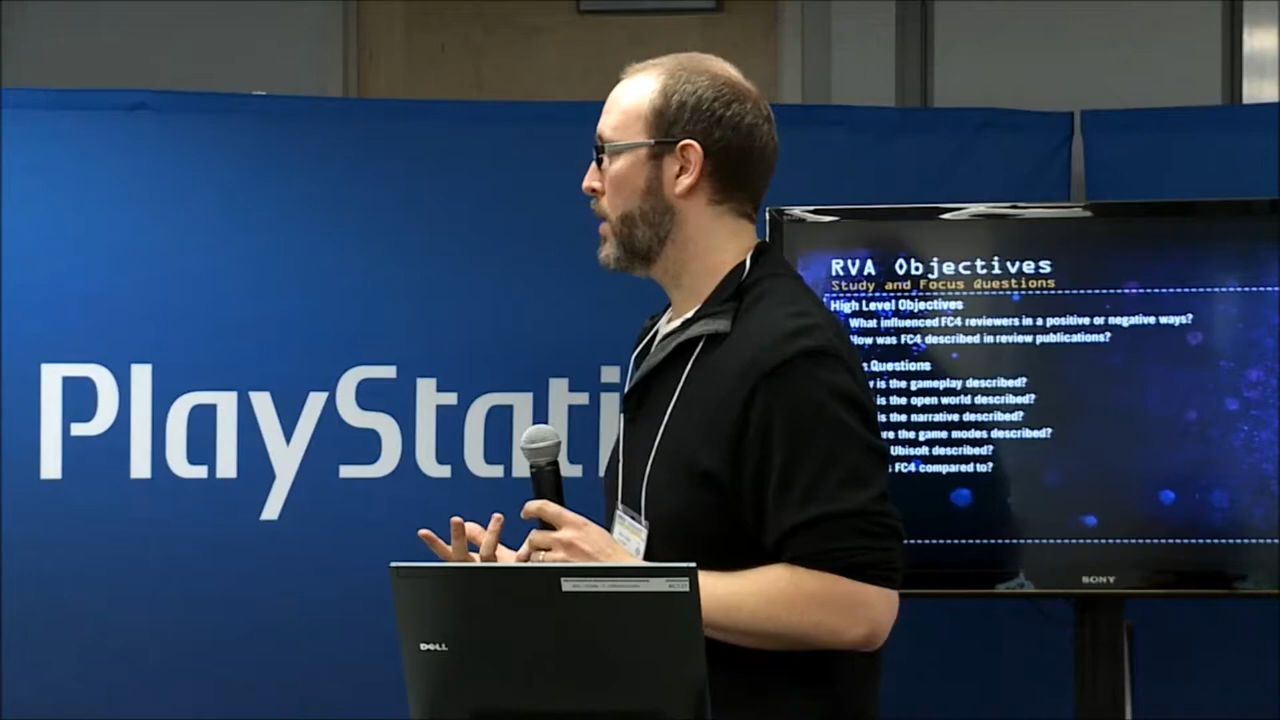 PlayStati
RVA Objectives
Study and Focus Questions
High Level Objectives
What influenced FC4 reviewers in a positive or negative ways?
How was FC4 described in review publications?
Questions
is the gameplay described?
is the open world described?
is the narrative described?
are the game modes described?
Ubisoft described?
FC4 compared to?
SONY
DELL